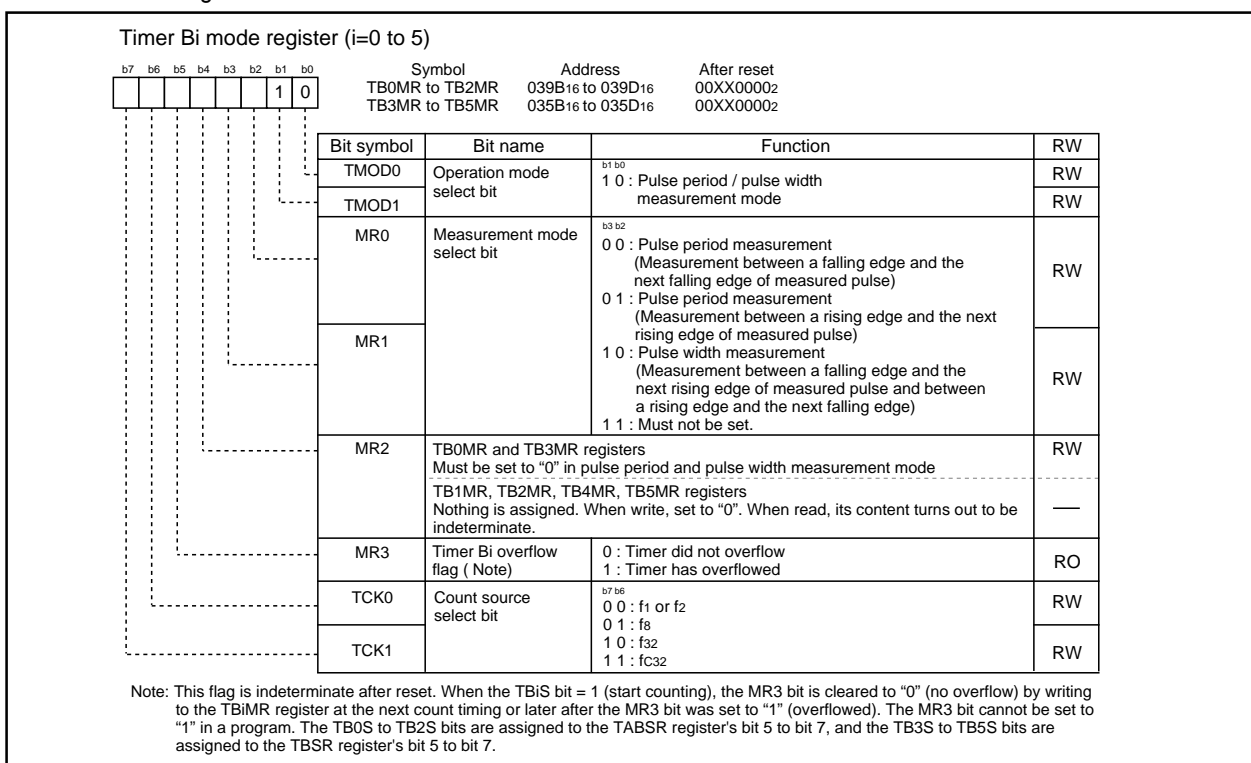 Timer Bi mode register (i=0 to 5)
b7 b6 b5 b4 b3 b2 b1 b0
1 0
Symbol Address After reset
TB0MR to TB2MR 039B16 to 039D16 00XX00002
TB3MR to TB5MR 035B16 to 035D16 00XX00002
Bit symbol Bit name Function RW
TMOD0 Operation mode select bit b1 b0 RW
1 0 : Pulse period / pulse width
measurement mode
TMOD1 RW
MR0 Measurement mode select bit b3 b2
0 0 : Pulse period measurement
(Measurement between a falling edge and the
next falling edge of measured pulse) RW
0 1 : Pulse period measurement
(Measurement between a rising edge and the next
rising edge of measured pulse)
MR1
1 0 : Pulse width measurement
(Measurement between a falling edge and the
next rising edge of measured pulse and between RW
a rising edge and the next falling edge)
1 1 : Must not be set.
MR2 TB0MR and TB3MR registers RW
Must be set to “0” in pulse period and pulse width measurement mode
TB1MR, TB2MR, TB4MR, TB5MR registers
Nothing is assigned. When write, set to “0”. When read, its content turns out to be —
indeterminate.
MR3 Timer Bi overflow 0 : Timer did not overflow
flag ( Note) 1 : Timer has overflowed RO
TCK0 Count source select bit b7 b6
0 0 : f1 or f2 RW
0 1 : f8
TCK1 1 0 : f32 RW
1 1 : fC32
Note: This flag is indeterminate after reset. When the TBiS bit = 1 (start counting), the MR3 bit is cleared to “0” (no overflow) by writing
to the TBiMR register at the next count timing or later after the MR3 bit was set to “1” (overflowed). The MR3 bit cannot be set to
“1” in a program. The TB0S to TB2S bits are assigned to the TABSR register's bit 5 to bit 7, and the TB3S to TB5S bits are
assigned to the TBSR register's bit 5 to bit 7.